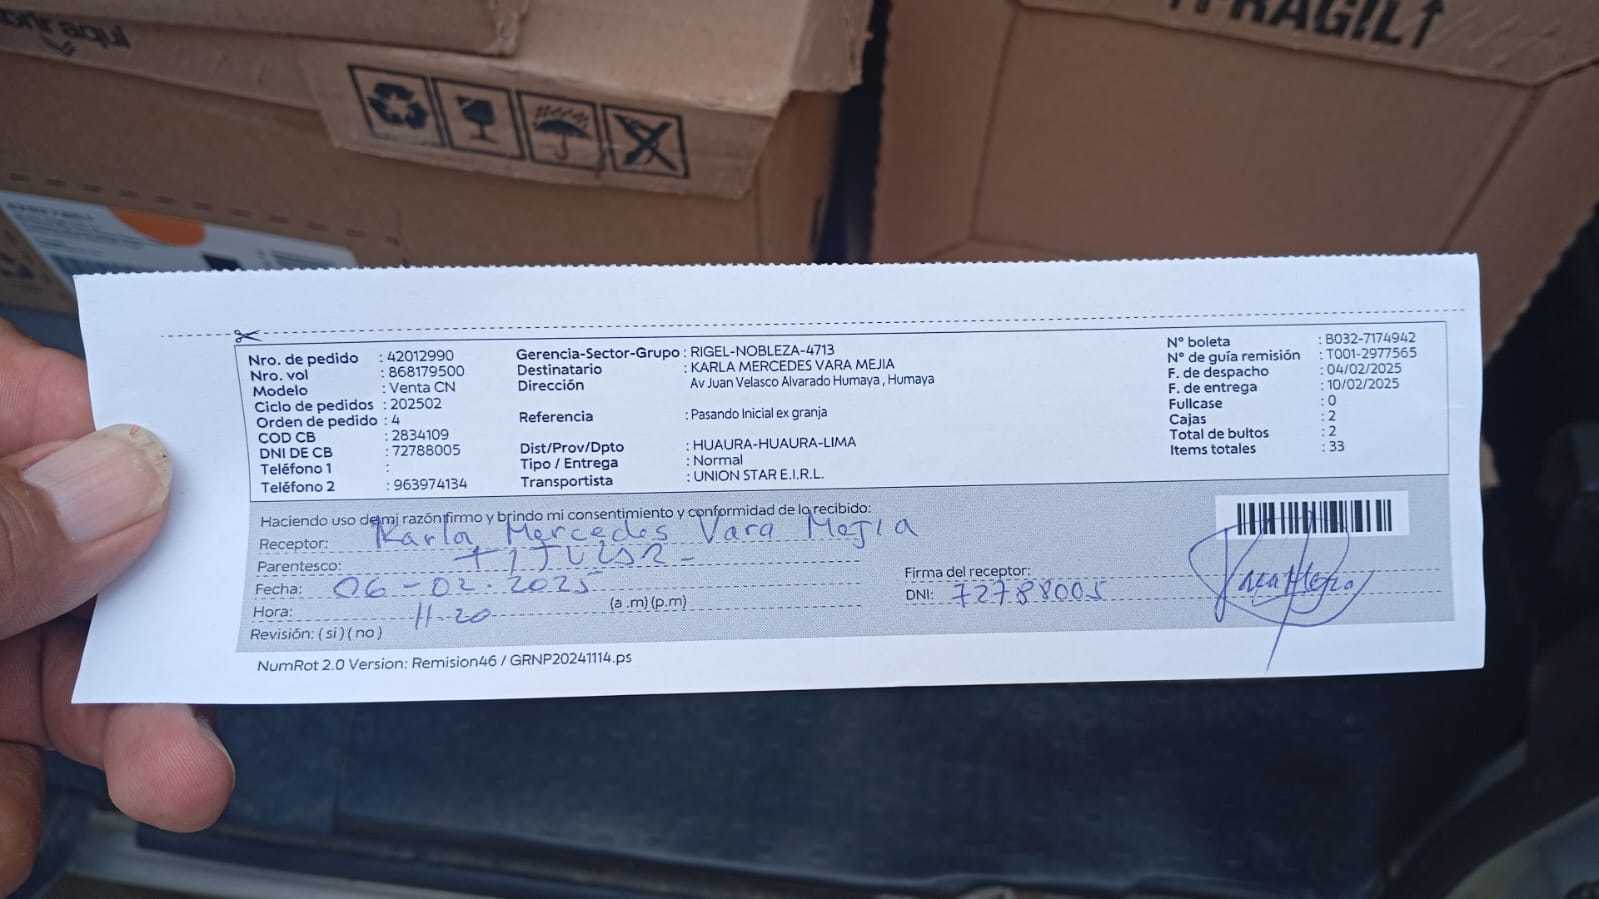 FRAGIL
Nro. de pedido : 42012990
Nro. vol : 868179500
Modelo : Venta CN
Ciclo de pedidos : 202502
Orden de pedido : 4
COD CB : 2834109
DNI DE CB : 72788005
Teléfono 1 :
Teléfono 2 : 963974134
Gerencia-Sector-Grupo : RIGEL-NOBLEZA-4713
Destinatario : KARLA MERCEDES VARA MEJIA
Dirección Av Juan Velasco Alvarado Humaya , Humaya
Referencia : Pasando Inicial ex granja
Dist/Prov/Dpto : HUAURA-HUAURA-LIMA
Tipo / Entrega : Normal
Transportista : UNION STAR E.I.R.L.
N° boleta : B032-7174942
N° de guía remisión : T001-2977565
F. de despacho : 04/02/2025
F. de entrega : 10/02/2025
Fullcase : 0
Cajas : 2
Total de bultos : 2
Items totales : 33
Haciendo uso de mi razón firmo y brindo mi consentimiento y conformidad de lo recibido:
Receptor: Karla Mercedes Vara Mejia
Parentesco: TITULAR -
Fecha: 06-02-2025
Hora: 11-20 (a .m) (p.m)
Revisión: ( si ) ( no )
Firma del receptor:
DNI: 72788005
NumRot 2.0 Version: Remision46 / GRNP20241114.ps